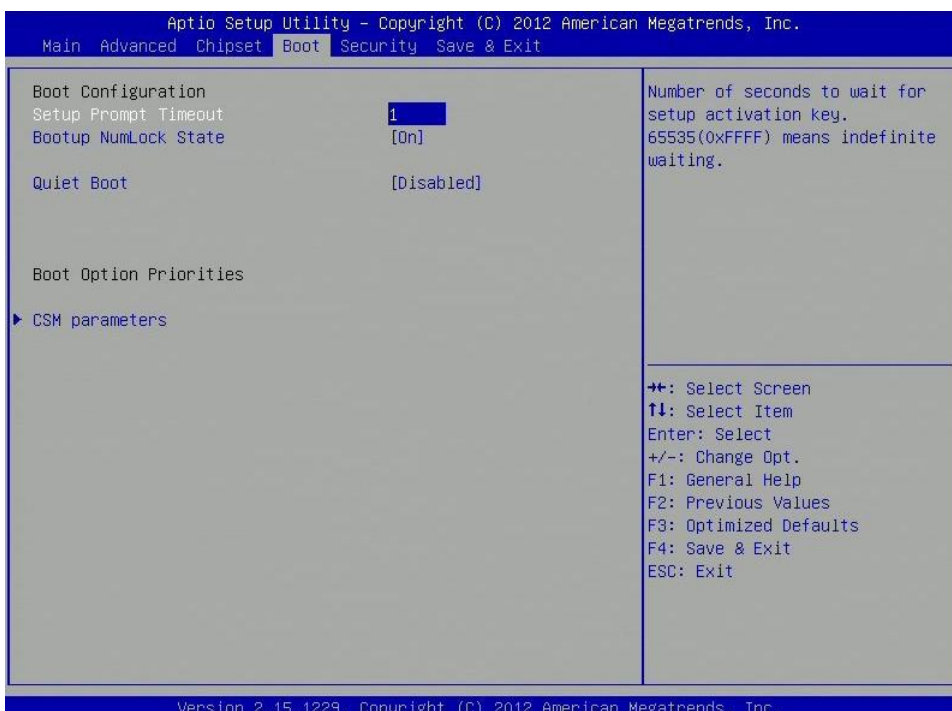 Aptio Setup Utility – Copyright (C) 2012 American Megatrends, Inc.
Main Advanced Chipset Boot Security Save & Exit
Boot Configuration
Setup Prompt Timeout 1
Bootup NumLock State [On]
Quiet Boot [Disabled]
Boot Option Priorities
CSM parameters
Number of seconds to wait for
setup activation key.
65535(0xFFFF) means indefinite
waiting.
→←: Select Screen
↑↓: Select Item
Enter: Select
+/-: Change Opt.
F1: General Help
F2: Previous Values
F3: Optimized Defaults
F4: Save & Exit
ESC: Exit
Version 2.15.1229. Copyright (C) 2012 American Megatrends, Inc.